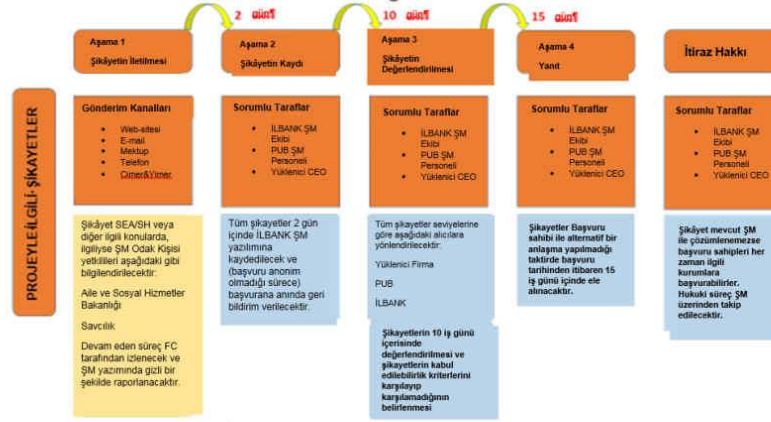 2 gün¶
10 gün¶
15 gün¶
Aşama 1
Şikâyetin İletilmesi
Aşama 2
Şikâyetin Kaydı
Aşama 3
Şikâyetin
Değerlendirilmesi
Aşama 4
Yanıt
İtiraz Hakkı
PROJEYLE İLGİLİ ŞİKAYETLER
Gönderim Kanalları
• Web-sitesi
• E-mail
• Mektup
• Telefon
• Cimer&Yimer
Sorumlu Taraflar
• İLBANK ŞM
Ekibi
• PUB ŞM
Personeli
• Yüklenici CEO
Sorumlu Taraflar
• İLBANK ŞM
Ekibi
• PUB ŞM
Personeli
• Yüklenici CEO
Sorumlu Taraflar
• İLBANK ŞM
Ekibi
• PUB ŞM
Personeli
• Yüklenici CEO
Sorumlu Taraflar
• İLBANK ŞM
Ekibi
• PUB ŞM
Personeli
• Yüklenici CEO
Şikâyet SEA/SH veya
diğer ilgili konularda,
ilgiliyse ŞM Odak Kişisi
yetkilileri aşağıdaki gibi
bilgilendirilecektir:
Aile ve Sosyal Hizmetler
Bakanlığı
Savcılık
Devam eden süreç FC
tarafından izlenecek ve
ŞM yazımında gizli bir
şekilde raporlanacaktır.
Tüm şikayetler 2 gün
içinde İLBANK ŞM
yazılımına
kaydedilecek ve
(başvuru anonim
olmadığı sürece)
başvurana anında geri
bildirim verilecektir.
Tüm şikayetler seviyelerine
göre aşağıdaki alıcılara
yönlendirilecektir:
Yüklenici Firma
PUB
İLBANK
Şikayetlerin 10 iş günü
içerisinde
değerlendirilmesi ve
şikayetlerin kabul
edilebilirlik kriterlerini
karşılayıp
karşılamadığının
belirlenmesi
Şikayetler Başvuru
sahibi ile alternatif bir
anlaşma yapılmadığı
taktirde başvuru
tarihinden itibaren 15
iş günü içinde ele
alınacaktır.
Şikâyet mevcut ŞM
ile çözümlenemezse
başvuru sahipleri her
zaman ilgili
kurumlara
başvurabilirler.
Hukuki süreç ŞM
üzerinden takip
edilecektir.